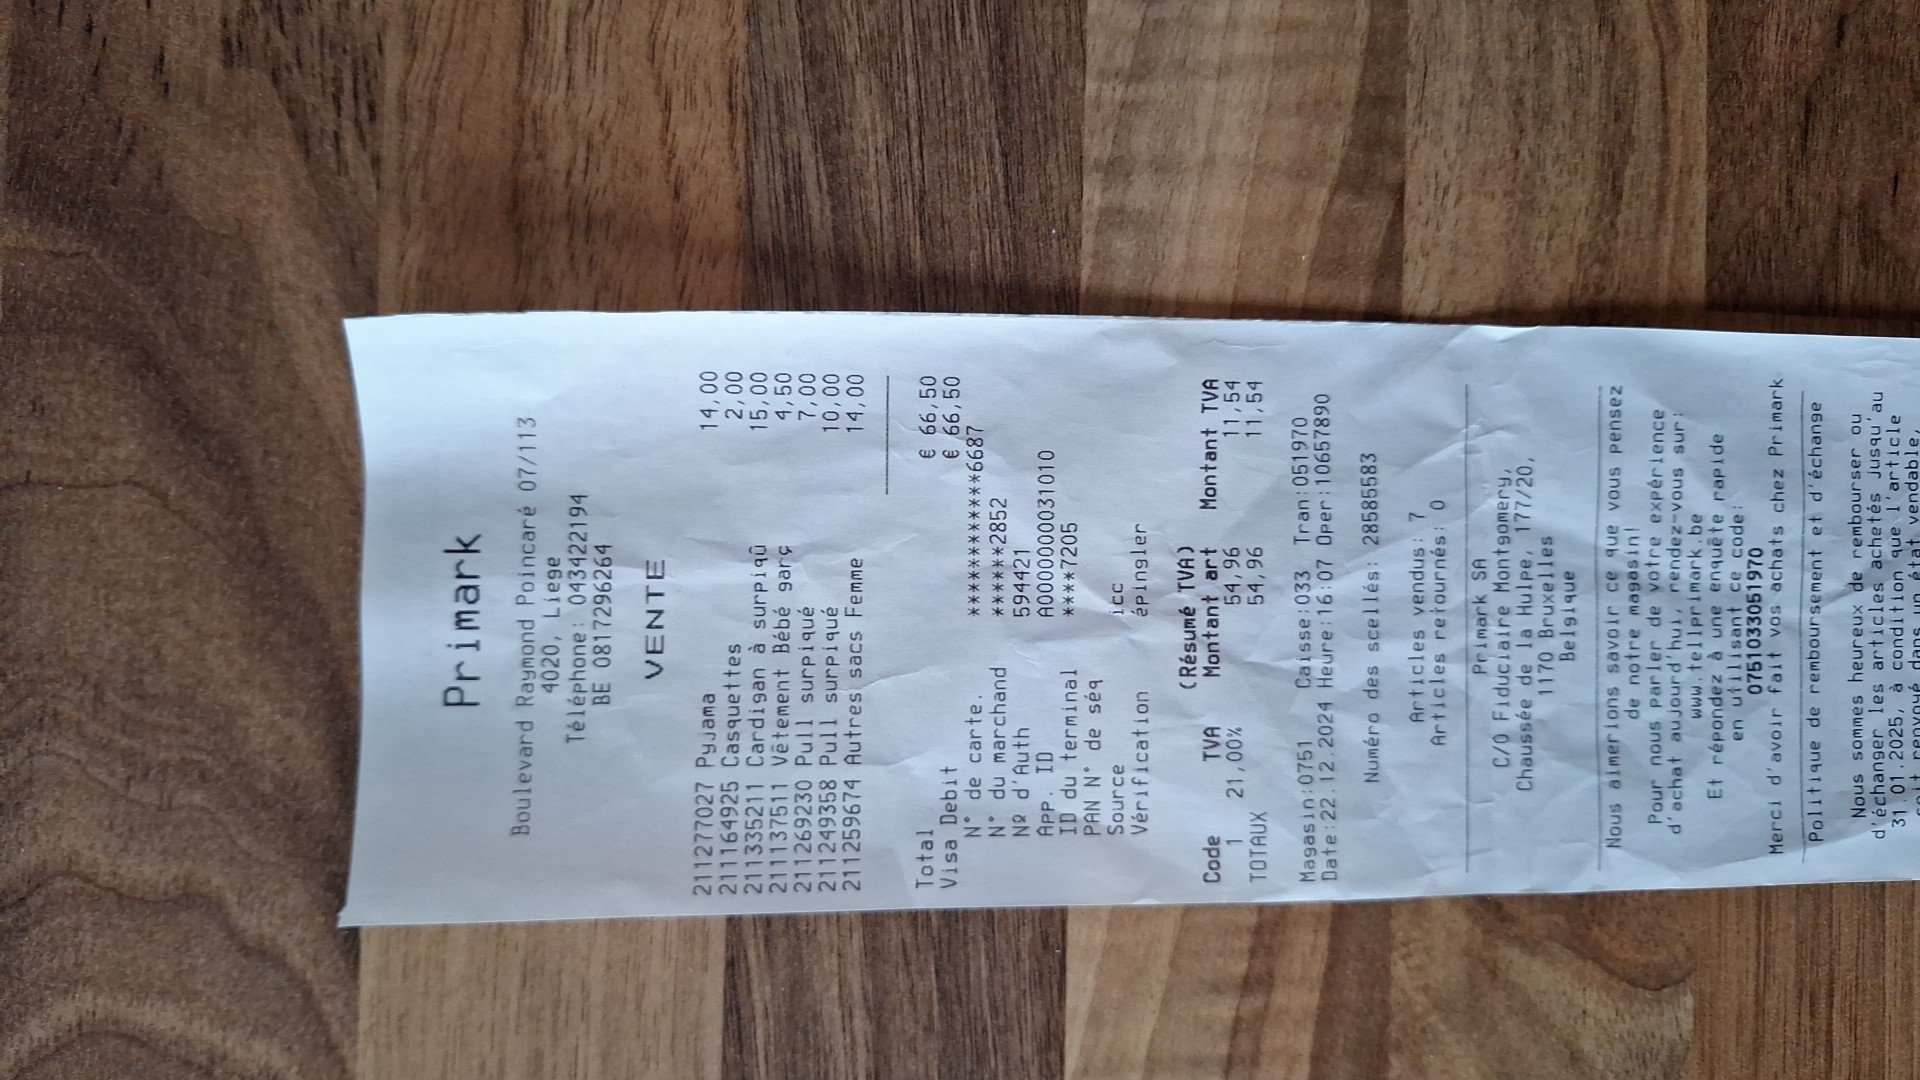 Primark
Boulevard Raymond Poincaré 07/113
4020, Liege
Téléphone: 043422194
BE 0817296264
VENTE
211277027 Pyjama 14,00
211164925 Casquettes 2,00
211335211 Cardigan à surpiqû 15,00
211137511 Vêtement Bébé garç 4,50
211269230 Pull surpiqué 7,00
211249358 Pull surpiqué 10,00
211259674 Autres sacs Femme 14,00
Total € 66,50
Visa Debit € 66,50
N° de carte. ************6687
N° du marchand ******2852
Nº d'Auth 594421
App. ID A0000000031010
ID du terminal ****7205
PAN N° de séq
Source icc
Vérification épingler
(Résumé TVA)
Code TVA Montant art Montant TVA
1 21,00% 54,96 11,54
TOTAUX 54,96 11,54
Magasin:0751 Caisse:033 Tran:051970
Date:22.12.2024 Heure:16:07 Oper:10657890
Numéro des scellés: 28585583
Articles vendus: 7
Articles retournés: 0
Primark SA
C/O Fiduciaire Montgomery,
Chaussée de la Hulpe, 177/20,
1170 Bruxelles
Belgique
Nous aimerions savoir ce que vous pensez
de notre magasin!
Pour nous parler de votre expérience
d'achat aujourd'hui, rendez-vous sur:
www.tellprimark.be
Et répondez à une enquête rapide
en utilisant ce code:
0751033051970
Merci d'avoir fait vos achats chez Primark
Politique de remboursement et d'échange
Nous sommes heureux de rembourser ou
d'échanger les articles achetés jusqu'au
31.01.2025, à condition que l'article
soit renvoyé dans un état vendable,